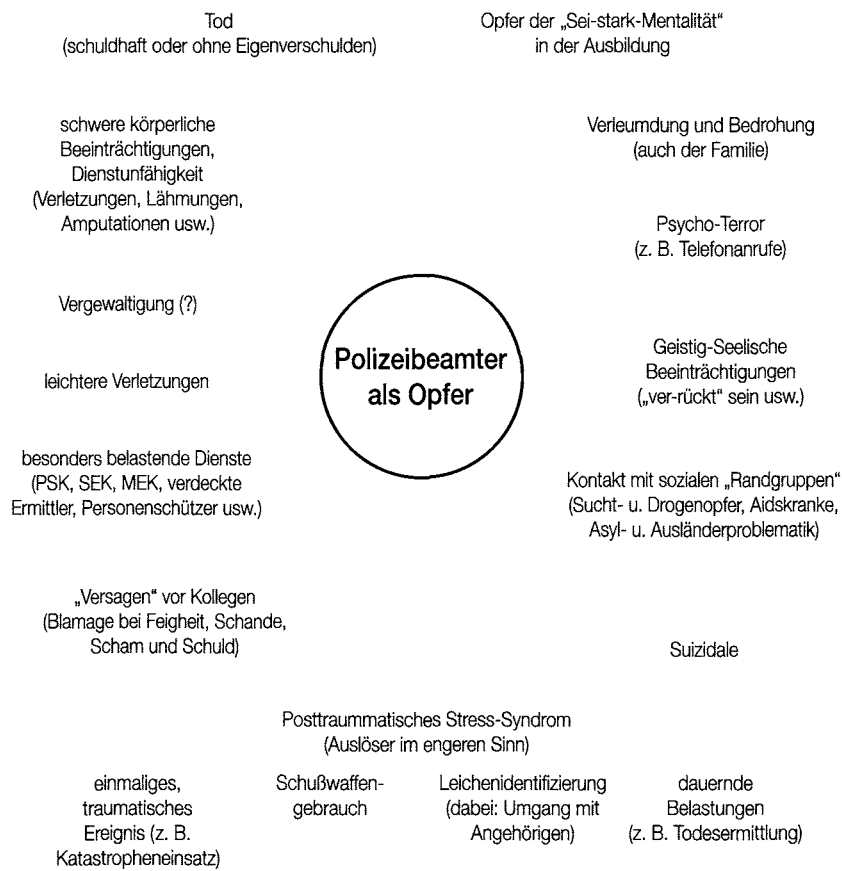 Tod
(schuldhaft oder ohne Eigenverschulden)
Opfer der „Sei-stark-Mentalität“
in der Ausbildung
schwere körperliche
Beeinträchtigungen,
Dienstunfähigkeit
(Verletzungen, Lähmungen,
Amputationen usw.)
Verleumdung und Bedrohung
(auch der Familie)
Psycho-Terror
(z. B. Telefonanrufe)
Vergewaltigung (?)
Polizeibeamter
als Opfer
Geistig-Seelische
Beeinträchtigungen
(„ver-rückt“ sein usw.)
leichtere Verletzungen
besonders belastende Dienste
(PSK, SEK, MEK, verdeckte
Ermittler, Personenschützer usw.)
Kontakt mit sozialen „Randgruppen“
(Sucht- u. Drogenopfer, Aidskranke,
Asyl- u. Ausländerproblematik)
„Versagen“ vor Kollegen
(Blamage bei Feigheit, Schande,
Scham und Schuld)
Suizidale
Posttraummatisches Stress-Syndrom
(Auslöser im engeren Sinn)
einmaliges,
traumatisches
Ereignis (z. B.
Katastropheneinsatz)
Schußwaffen-
gebrauch
Leichenidentifizierung
(dabei: Umgang mit
Angehörigen)
dauernde
Belastungen
(z. B. Todesermittlung)